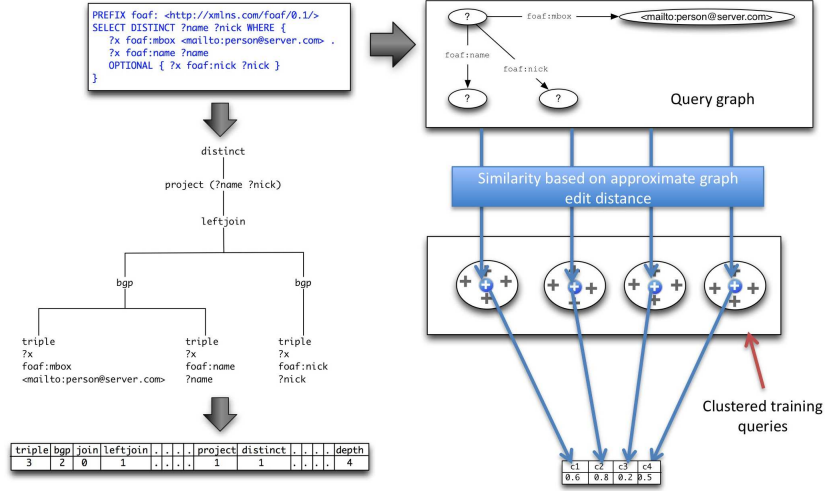 PREFIX foaf: <http://xmlns.com/foaf/0.1/>
SELECT DISTINCT ?name ?nick WHERE {
?x foaf:mbox <mailto:person@server.com> .
?x foaf:name ?name
OPTIONAL { ?x foaf:nick ?nick }
}
distinct
project (?name ?nick)
leftjoin
bgp
bgp
triple
?x
foaf:mbox
<mailto:person@server.com>
triple
?x
foaf:name
?name
triple
?x
foaf:nick
?nick
triple bgp join leftjoin . . . . project distinct . . . . depth
3 2 0 1 . . . . 1 1 . . . . 4
? foaf:mbox <mailto:person@server.com>
foaf:name
foaf:nick
? ?
Query graph
Similarity based on approximate graph
edit distance
Clustered training
queries
c1 c2 c3 c4
0.6 0.8 0.2 0.5